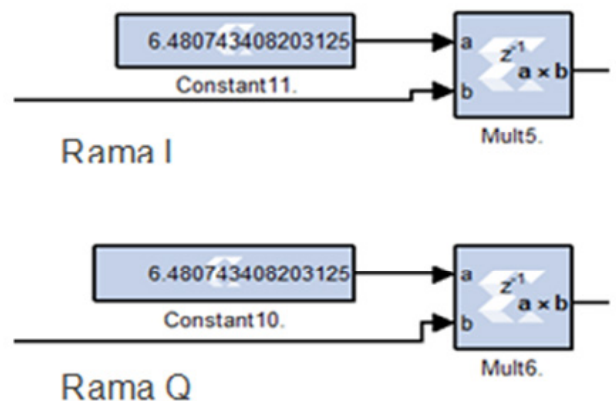 6.480743408203125
Constant11.
a
b
z-1
a x b
Mult5.
Rama I
6.480743408203125
Constant10.
a
b
z-1
a x b
Mult6.
Rama Q